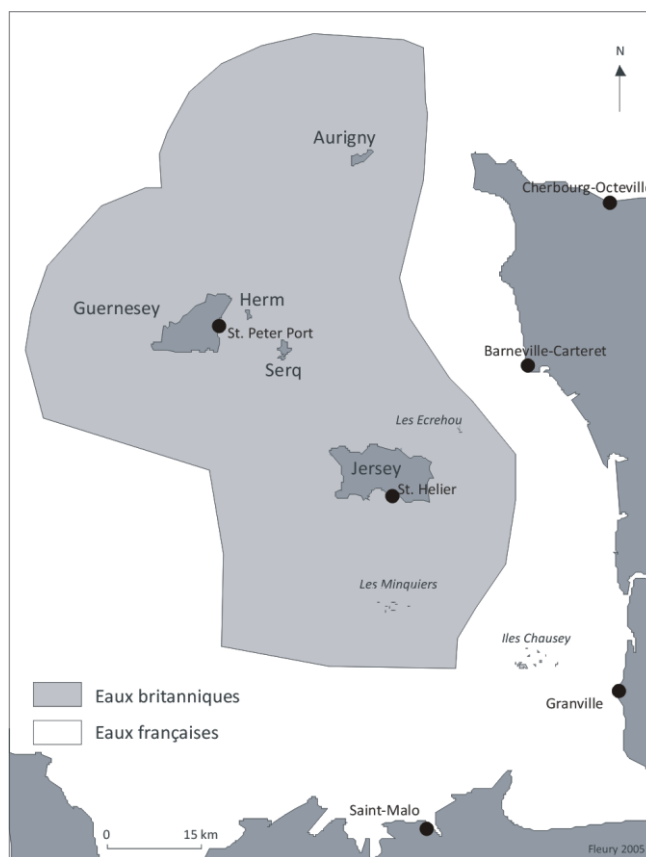 N
Aurigny
Cherbourg-Octeville
Guernesey
Herm
St. Peter Port
Serq
Barneville-Carteret
Les Ecrehou
Jersey
St. Helier
Les Minquiers
Iles Chausey
Granville
Eaux britanniques
Eaux françaises
Saint-Malo
0 15 km
Fleury 2005